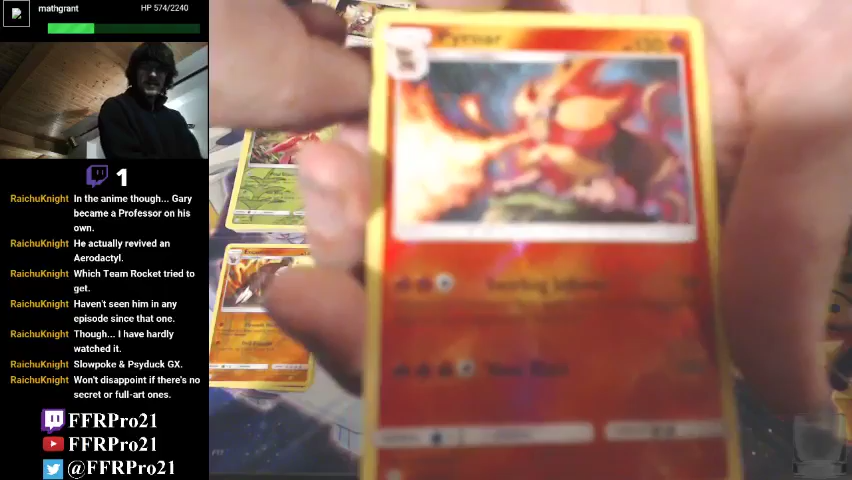 mathgrant
HP 574/2240
1
RaichuKnight In the anime though... Gary
became a Professor on his
own.
RaichuKnight He actually revived an
Aerodactyl.
RaichuKnight Which Team Rocket tried to
get.
RaichuKnight Haven't seen him in any
episode since that one.
RaichuKnight Though... I have hardly
watched it.
RaichuKnight Slowpoke & Psyduck GX.
RaichuKnight Won't disappoint if there's no
secret or full-art ones.
FFRPro21
FFRPro21
@FFRPro21
Pyroar
130